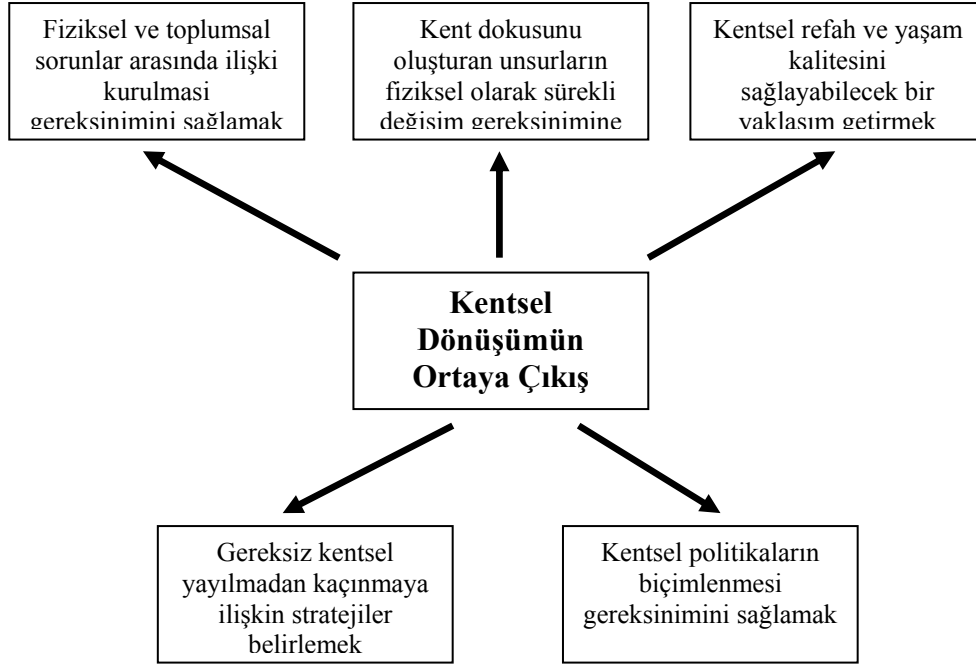 Fiziksel ve toplumsal
sorunlar arasında ilişki
kurulması
gereksinimini sağlamak
Kent dokusunu
oluşturan unsurların
fiziksel olarak sürekli
değişim gereksinimine
Kentsel refah ve yaşam
kalitesini
sağlayabilecek bir
yaklaşım getirmek
Kentsel
Dönüşümün
Ortaya Çıkış
Gereksiz kentsel
yayılmadan kaçınmaya
ilişkin stratejiler
belirlemek
Kentsel politikaların
biçimlenmesi
gereksinimini sağlamak